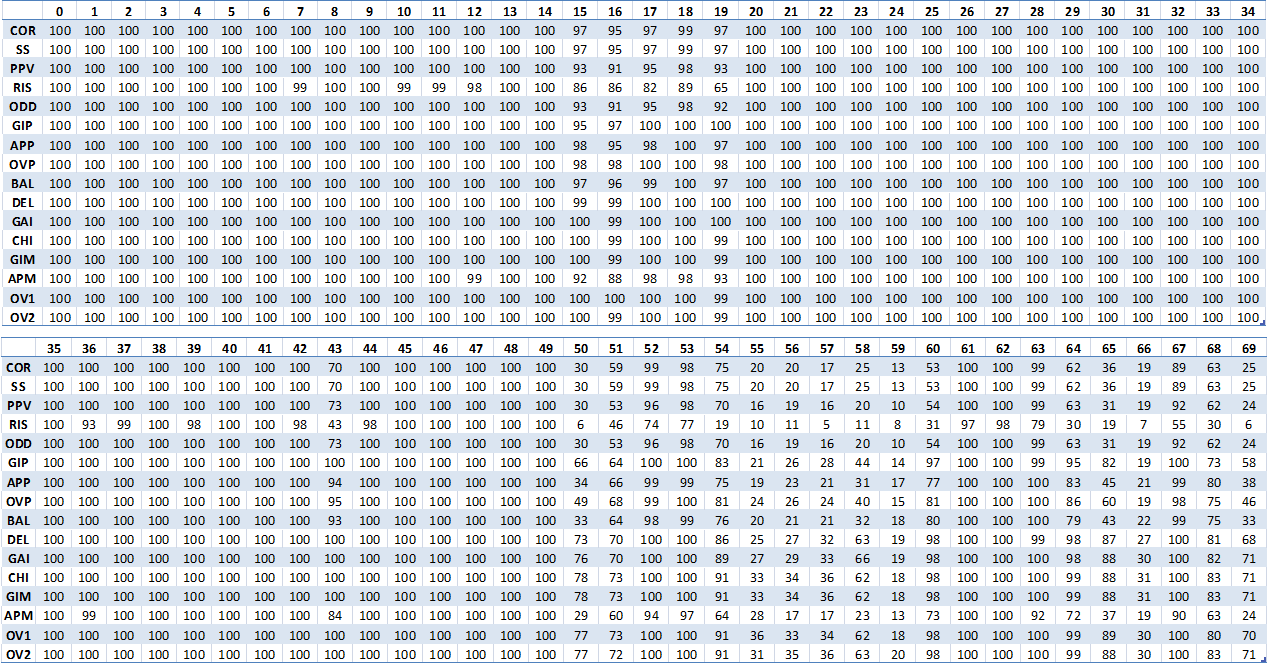 0 1 2 3 4 5 6 7 8 9 10 11 12 13 14 15 16 17 18 19 20 21 22 23 24 25 26 27 28 29 30 31 32 33 34
COR 100 100 100 100 100 100 100 100 100 100 100 100 100 100 100 97 95 97 99 97 100 100 100 100 100 100 100 100 100 100 100 100 100 100 100
SS 100 100 100 100 100 100 100 100 100 100 100 100 100 100 100 97 95 97 99 97 100 100 100 100 100 100 100 100 100 100 100 100 100 100 100
PPV 100 100 100 100 100 100 100 100 100 100 100 100 100 100 100 93 91 95 98 93 100 100 100 100 100 100 100 100 100 100 100 100 100 100 100
RIS 100 100 100 100 100 100 100 99 100 100 99 99 98 100 100 86 86 82 89 65 100 100 100 100 100 100 100 100 100 100 100 100 100 100 100
ODD 100 100 100 100 100 100 100 100 100 100 100 100 100 100 100 93 91 95 98 92 100 100 100 100 100 100 100 100 100 100 100 100 100 100 100
GIP 100 100 100 100 100 100 100 100 100 100 100 100 100 100 100 95 97 100 100 100 100 100 100 100 100 100 100 100 100 100 100 100 100 100 100
APP 100 100 100 100 100 100 100 100 100 100 100 100 100 100 100 98 95 98 100 97 100 100 100 100 100 100 100 100 100 100 100 100 100 100 100
OVP 100 100 100 100 100 100 100 100 100 100 100 100 100 100 100 98 98 100 100 98 100 100 100 100 100 100 100 100 100 100 100 100 100 100 100
BAL 100 100 100 100 100 100 100 100 100 100 100 100 100 100 100 97 96 99 100 97 100 100 100 100 100 100 100 100 100 100 100 100 100 100 100
DEL 100 100 100 100 100 100 100 100 100 100 100 100 100 100 100 99 99 100 100 100 100 100 100 100 100 100 100 100 100 100 100 100 100 100 100
GAI 100 100 100 100 100 100 100 100 100 100 100 100 100 100 100 100 99 100 100 100 100 100 100 100 100 100 100 100 100 100 100 100 100 100 100
CHI 100 100 100 100 100 100 100 100 100 100 100 100 100 100 100 100 99 100 100 99 100 100 100 100 100 100 100 100 100 100 100 100 100 100 100
GIM 100 100 100 100 100 100 100 100 100 100 100 100 100 100 100 100 99 100 100 99 100 100 100 100 100 100 100 100 100 100 100 100 100 100 100
APM 100 100 100 100 100 100 100 100 100 100 100 100 99 100 100 92 88 98 98 93 100 100 100 100 100 100 100 100 100 100 100 100 100 100 100
OV1 100 100 100 100 100 100 100 100 100 100 100 100 100 100 100 100 100 100 100 99 100 100 100 100 100 100 100 100 100 100 100 100 100 100 100
OV2 100 100 100 100 100 100 100 100 100 100 100 100 100 100 100 100 99 100 100 99 100 100 100 100 100 100 100 100 100 100 100 100 100 100 100
35 36 37 38 39 40 41 42 43 44 45 46 47 48 49 50 51 52 53 54 55 56 57 58 59 60 61 62 63 64 65 66 67 68 69
COR 100 100 100 100 100 100 100 100 70 100 100 100 100 100 100 30 59 99 98 75 20 20 17 25 13 53 100 100 99 62 36 19 89 63 25
SS 100 100 100 100 100 100 100 100 70 100 100 100 100 100 100 30 59 99 98 75 20 20 17 25 13 53 100 100 99 62 36 19 89 63 25
PPV 100 100 100 100 100 100 100 100 73 100 100 100 100 100 100 30 53 96 98 70 16 19 16 20 10 54 100 100 99 63 31 19 92 62 24
RIS 100 93 99 100 98 100 100 98 43 98 100 100 100 100 100 6 46 74 77 19 10 11 5 11 8 31 97 98 79 30 19 7 55 30 6
ODD 100 100 100 100 100 100 100 100 73 100 100 100 100 100 100 30 53 96 98 70 16 19 16 20 10 54 100 100 99 63 31 19 92 62 24
GIP 100 100 100 100 100 100 100 100 100 100 100 100 100 100 100 66 64 100 100 83 21 26 28 44 14 97 100 100 99 95 82 19 100 73 58
APP 100 100 100 100 100 100 100 100 94 100 100 100 100 100 100 34 66 99 99 75 19 23 21 31 17 77 100 100 100 83 45 21 99 80 38
OVP 100 100 100 100 100 100 100 100 95 100 100 100 100 100 100 49 68 99 100 81 24 26 24 40 15 81 100 100 100 86 60 19 98 75 46
BAL 100 100 100 100 100 100 100 100 93 100 100 100 100 100 100 33 64 98 99 76 20 21 21 32 18 80 100 100 100 79 43 22 99 75 33
DEL 100 100 100 100 100 100 100 100 100 100 100 100 100 100 100 73 70 100 100 86 25 27 32 63 19 98 100 100 99 98 87 27 100 81 68
GAI 100 100 100 100 100 100 100 100 100 100 100 100 100 100 100 76 70 100 100 89 27 29 33 66 19 98 100 100 100 98 88 30 100 82 71
CHI 100 100 100 100 100 100 100 100 100 100 100 100 100 100 100 78 73 100 100 91 33 34 36 62 18 98 100 100 100 99 88 31 100 83 71
GIM 100 100 100 100 100 100 100 100 100 100 100 100 100 100 100 78 73 100 100 91 33 34 36 62 18 98 100 100 100 99 88 31 100 83 71
APM 100 99 100 100 100 100 100 100 84 100 100 100 100 100 100 29 60 94 97 64 28 17 17 23 13 73 100 100 92 72 37 19 90 63 24
OV1 100 100 100 100 100 100 100 100 100 100 100 100 100 100 100 77 73 100 100 91 36 33 34 62 18 98 100 100 100 99 89 30 100 80 70
OV2 100 100 100 100 100 100 100 100 100 100 100 100 100 100 100 77 72 100 100 91 31 35 36 63 20 98 100 100 100 99 88 30 100 83 71